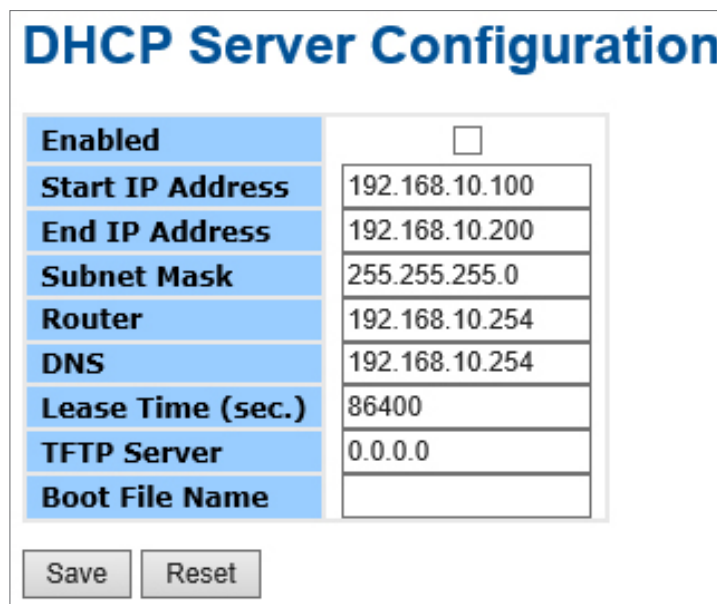 DHCP Server Configuration
Enabled
Start IP Address 192.168.10.100
End IP Address 192.168.10.200
Subnet Mask 255.255.255.0
Router 192.168.10.254
DNS 192.168.10.254
Lease Time (sec.) 86400
TFTP Server 0.0.0.0
Boot File Name
Save Reset